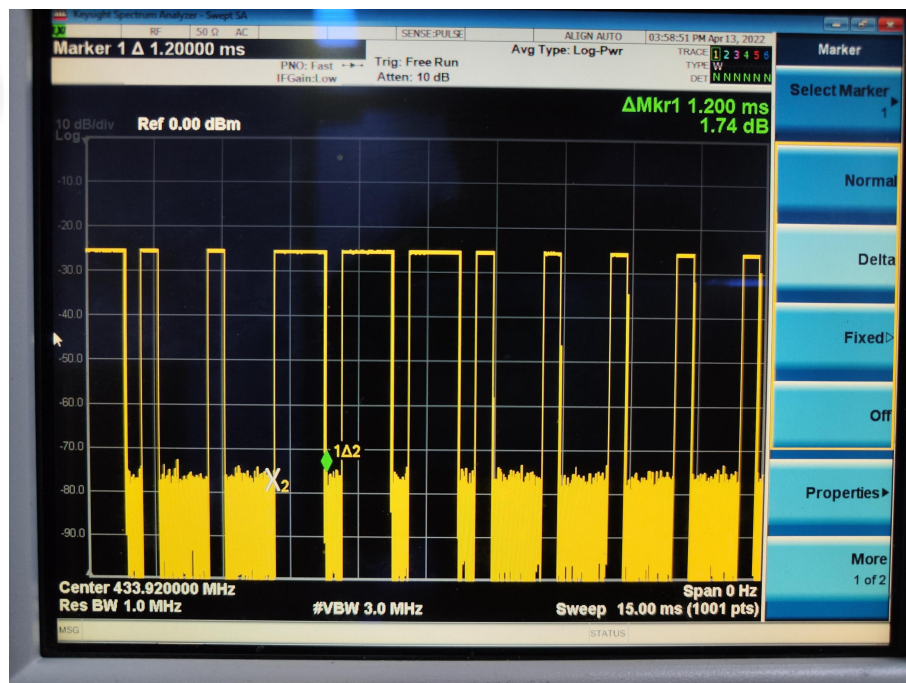 Keysight Spectrum Analyzer - Swept SA
RF 50 Ω AC SENSE:PULSE ALIGN AUTO 03:58:51 PM Apr 13, 2022
Marker 1 Δ 1.20000 ms
PNO: Fast
IFGain:Low
Trig: Free Run
Atten: 10 dB
Avg Type: Log-Pwr
TRACE 1 2 3 4 5 6
TYPE W
DET N N N N N N
ΔMkr1 1.200 ms
1.74 dB
10 dB/div
Log
Ref 0.00 dBm
-10.0
-20.0
-30.0
-40.0
-50.0
-60.0
-70.0
-80.0
-90.0
1Δ2
X2
Center 433.920000 MHz
Res BW 1.0 MHz
#VBW 3.0 MHz
Span 0 Hz
Sweep 15.00 ms (1001 pts)
MSG
STATUS
Marker
Select Marker
1
Normal
Delta
Fixed
Off
Properties
More
1 of 2